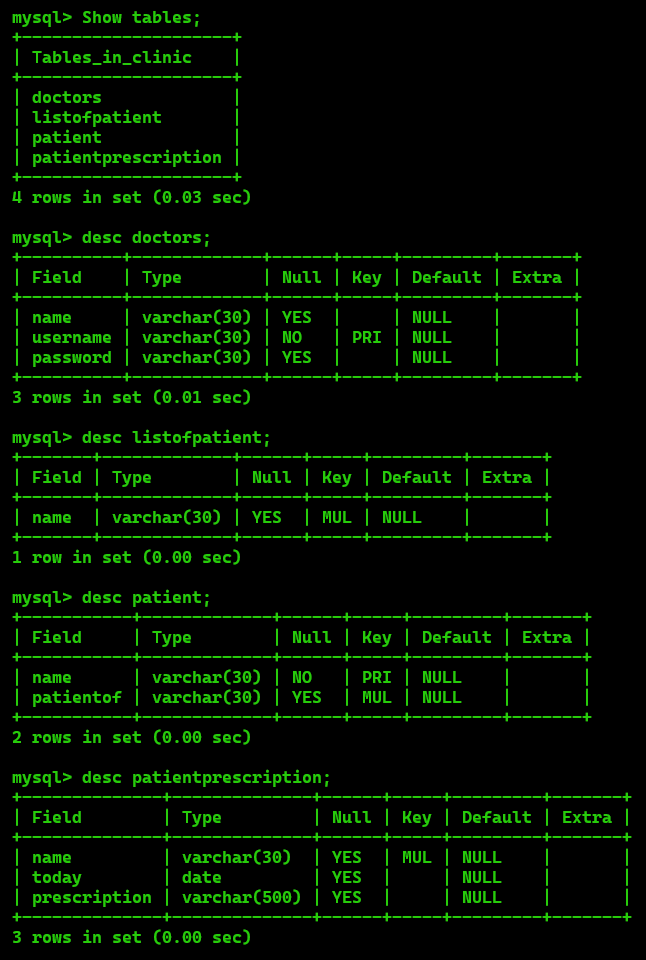 mysql> Show tables;
+---------------------+
| Tables_in_clinic    |
+---------------------+
| doctors             |
| listofpatient       |
| patient             |
| patientprescription |
+---------------------+
4 rows in set (0.03 sec)

mysql> desc doctors;
+----------+-------------+------+-----+---------+-------+
| Field    | Type        | Null | Key | Default | Extra |
+----------+-------------+------+-----+---------+-------+
| name     | varchar(30) | YES  |     | NULL    |       |
| username | varchar(30) | NO   | PRI | NULL    |       |
| password | varchar(30) | YES  |     | NULL    |       |
+----------+-------------+------+-----+---------+-------+
3 rows in set (0.01 sec)

mysql> desc listofpatient;
+-------+-------------+------+-----+---------+-------+
| Field | Type        | Null | Key | Default | Extra |
+-------+-------------+------+-----+---------+-------+
| name  | varchar(30) | YES  | MUL | NULL    |       |
+-------+-------------+------+-----+---------+-------+
1 row in set (0.00 sec)

mysql> desc patient;
+-----------+-------------+------+-----+---------+-------+
| Field     | Type        | Null | Key | Default | Extra |
+-----------+-------------+------+-----+---------+-------+
| name      | varchar(30) | NO   | PRI | NULL    |       |
| patientof | varchar(30) | YES  | MUL | NULL    |       |
+-----------+-------------+------+-----+---------+-------+
2 rows in set (0.00 sec)

mysql> desc patientprescription;
+--------------+--------------+------+-----+---------+-------+
| Field        | Type         | Null | Key | Default | Extra |
+--------------+--------------+------+-----+---------+-------+
| name         | varchar(30)  | YES  | MUL | NULL    |       |
| today        | date         | YES  |     | NULL    |       |
| prescription | varchar(500) | YES  |     | NULL    |       |
+--------------+--------------+------+-----+---------+-------+
3 rows in set (0.00 sec)